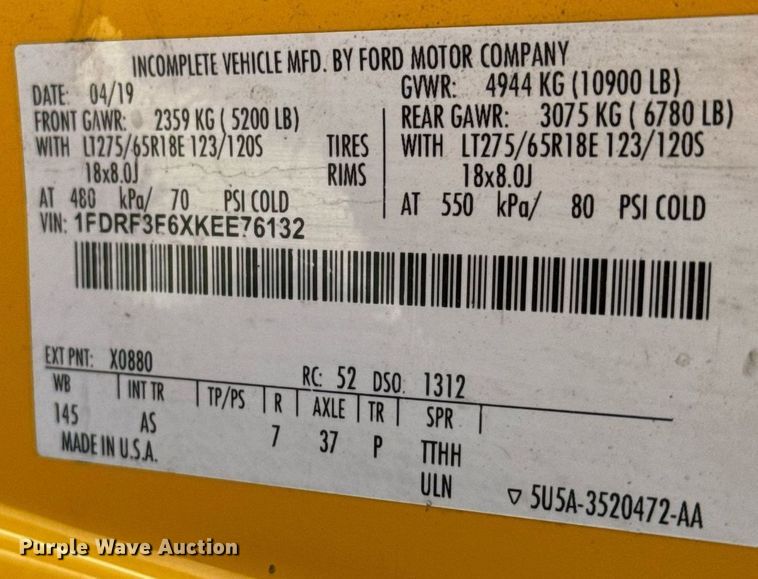 INCOMPLETE VEHICLE MFD. BY FORD MOTOR COMPANY
DATE: 04/19 GVWR: 4944 KG (10900 LB)
FRONT GAWR: 2359 KG ( 5200 LB) REAR GAWR: 3075 KG ( 6780 LB)
WITH LT275/65R18E 123/120S TIRES WITH LT275/65R18E 123/120S
18x8.0J RIMS 18x8.0J
AT 480 kPa/ 70 PSI COLD AT 550 kPa/ 80 PSI COLD
VIN: 1FDRF3F6XKEE76132
EXT PNT: X0880 RC: 52 DSO. 1312
WB INT TR TP/PS R AXLE TR SPR
145 AS 7 37 P TTHH
MADE IN U.S.A. ULN ▽ 5U5A-3520472-AA
Purple Wave Auction